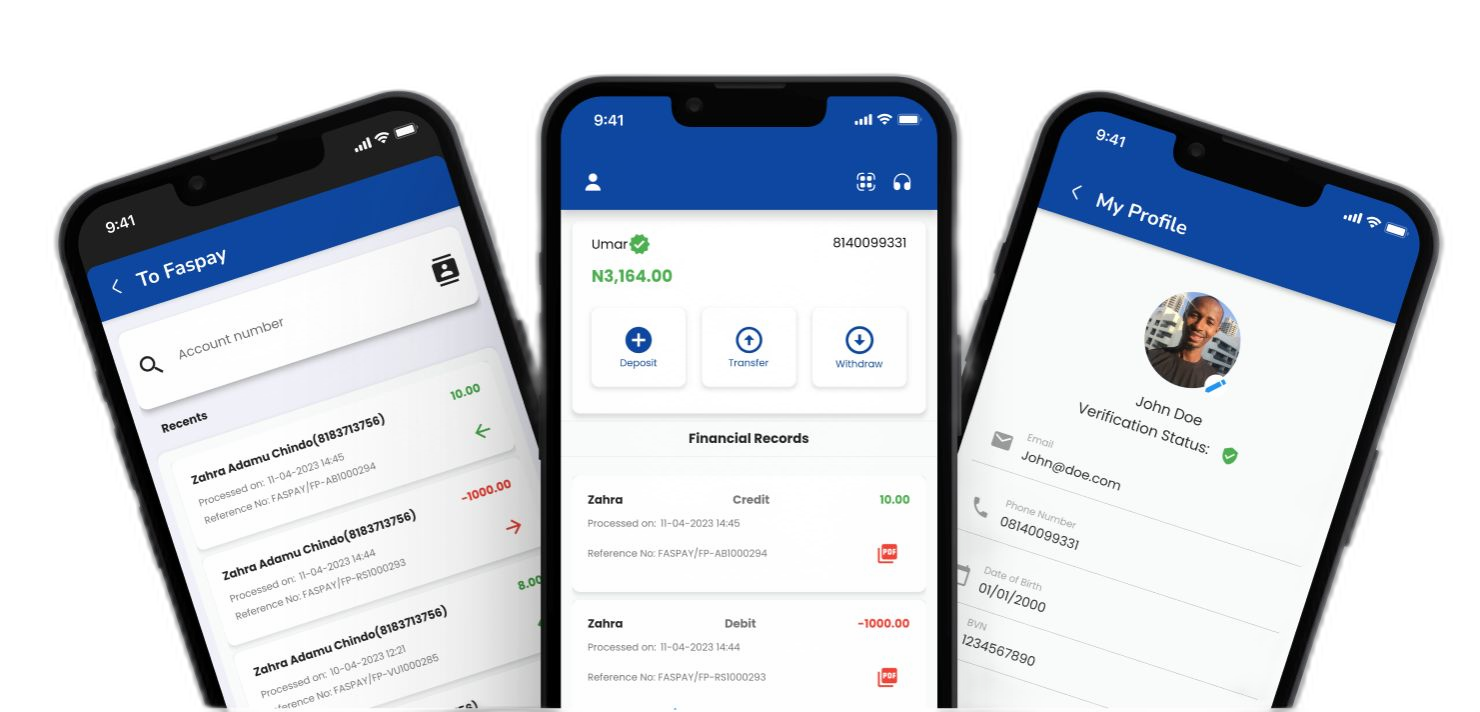 9:41
To Faspay
Account number
Recents
Zahra Adamu Chindo(8183713756)
10.00
Processed on: 11-04-2023 14:45
Reference No: FASPAY/FP-AB1000294
Zahra Adamu Chindo(8183713756)
-1000.00
Processed on: 11-04-2023 14:44
Reference No: FASPAY/FP-RS1000293
Zahra Adamu Chindo(8183713756)
8.00
Processed on: 10-04-2023 12:21
No: FASPAY/FP-VU1000285
9:41
Umar 8140099331
N3,164.00
Deposit Transfer Withdraw
Financial Records
Zahra Credit 10.00
Processed on: 11-04-2023 14:45
Reference No: FASPAY/FP-AB1000294
PDF
Zahra Debit -1000.00
Processed on: 11-04-2023 14:44
Reference No: FASPAY/FP-RS1000293
PDF
9:41
My Profile
John Doe
Verification Status:
Email
John@doe.com
Phone Number
08140099331
Date of Birth
01/01/2000
BVN
1234567890